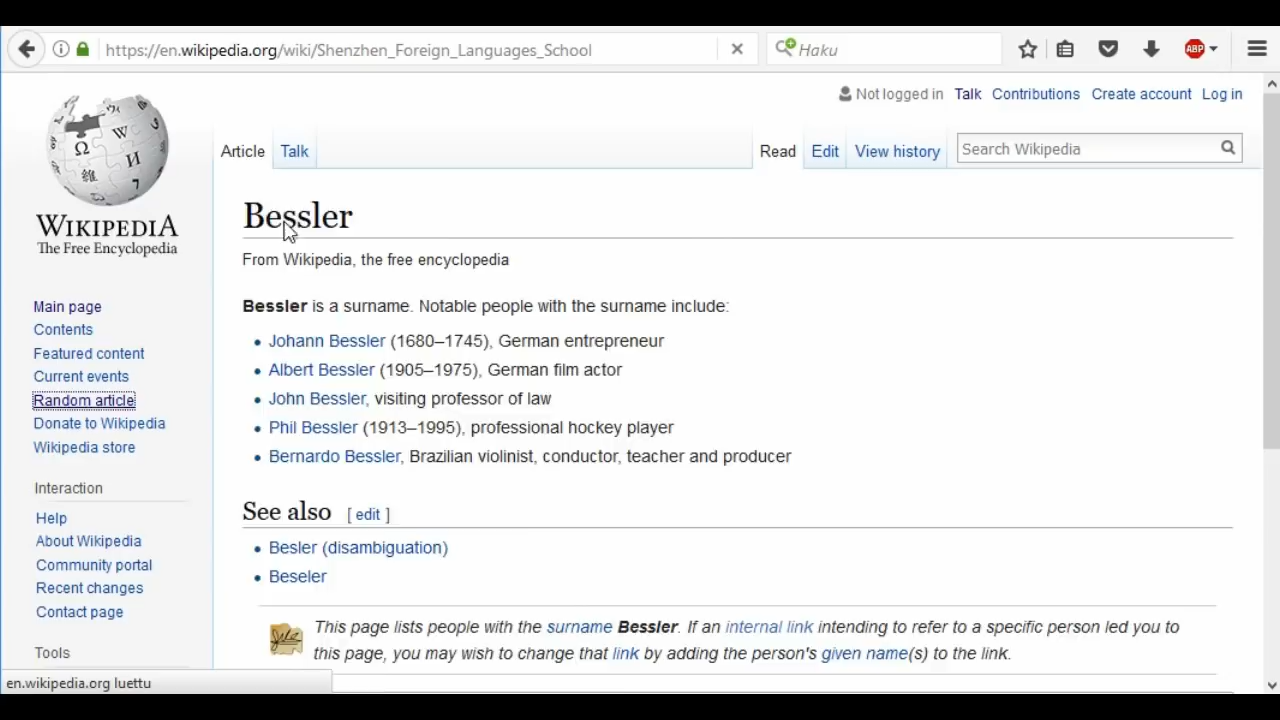 https://en.wikipedia.org/wiki/Shenzhen_Foreign_Languages_School
Haku
ABP
Not logged in Talk Contributions Create account Log in
Article Talk Read Edit View history Search Wikipedia
WIKIPEDIA
The Free Encyclopedia
Main page
Contents
Featured content
Current events
Random article
Donate to Wikipedia
Wikipedia store
Interaction
Help
About Wikipedia
Community portal
Recent changes
Contact page
Tools
Bessler
From Wikipedia, the free encyclopedia
Bessler is a surname. Notable people with the surname include:
Johann Bessler (1680–1745), German entrepreneur
Albert Bessler (1905–1975), German film actor
John Bessler, visiting professor of law
Phil Bessler (1913–1995), professional hockey player
Bernardo Bessler, Brazilian violinist, conductor, teacher and producer
See also [ edit ]
Besler (disambiguation)
Beseler
This page lists people with the surname Bessler. If an internal link intending to refer to a specific person led you to
this page, you may wish to change that link by adding the person's given name(s) to the link.
en.wikipedia.org luettu